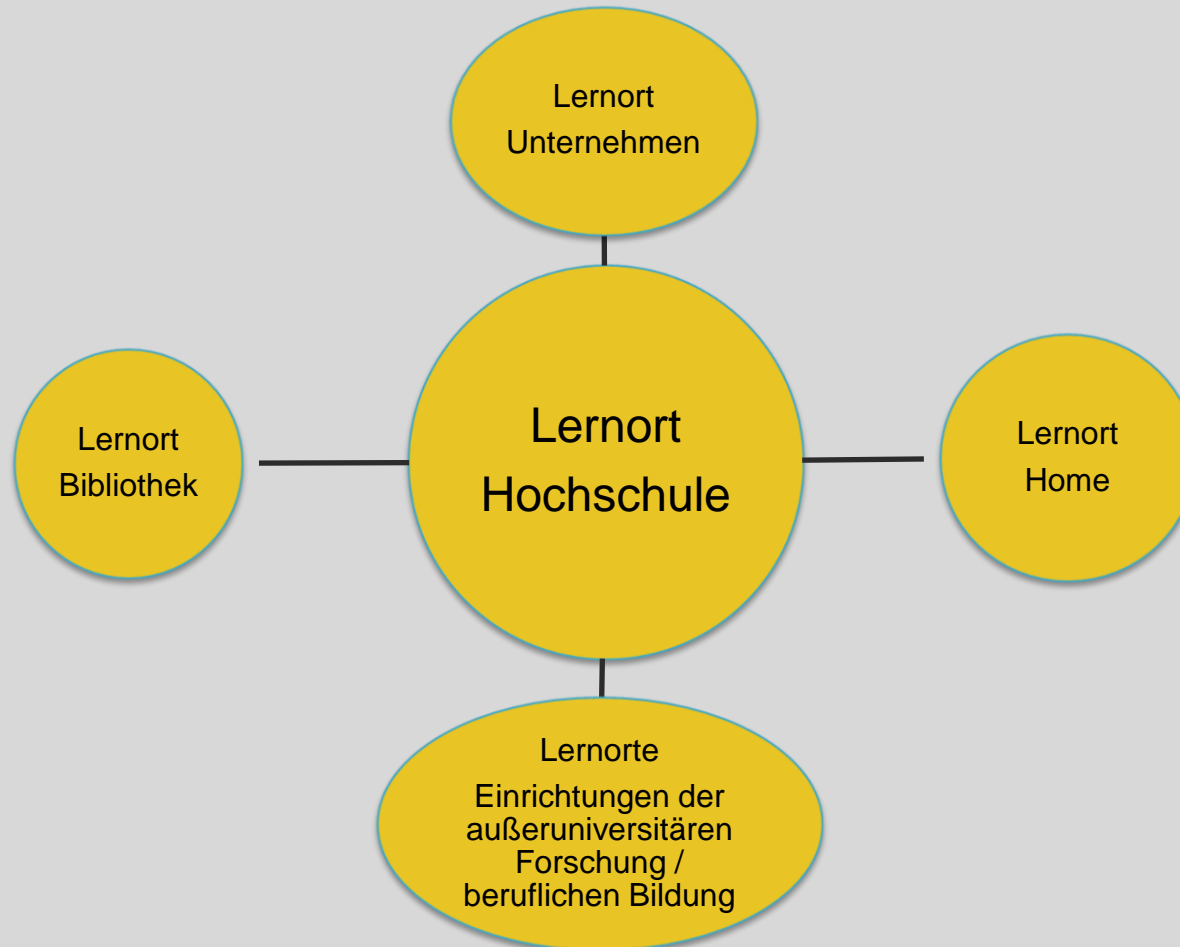 Lernort
Unternehmen
Lernort
Bibliothek
Lernort
Hochschule
Lernort
Home
Lernorte
Einrichtungen der
außeruniversitären
Forschung /
beruflichen Bildung